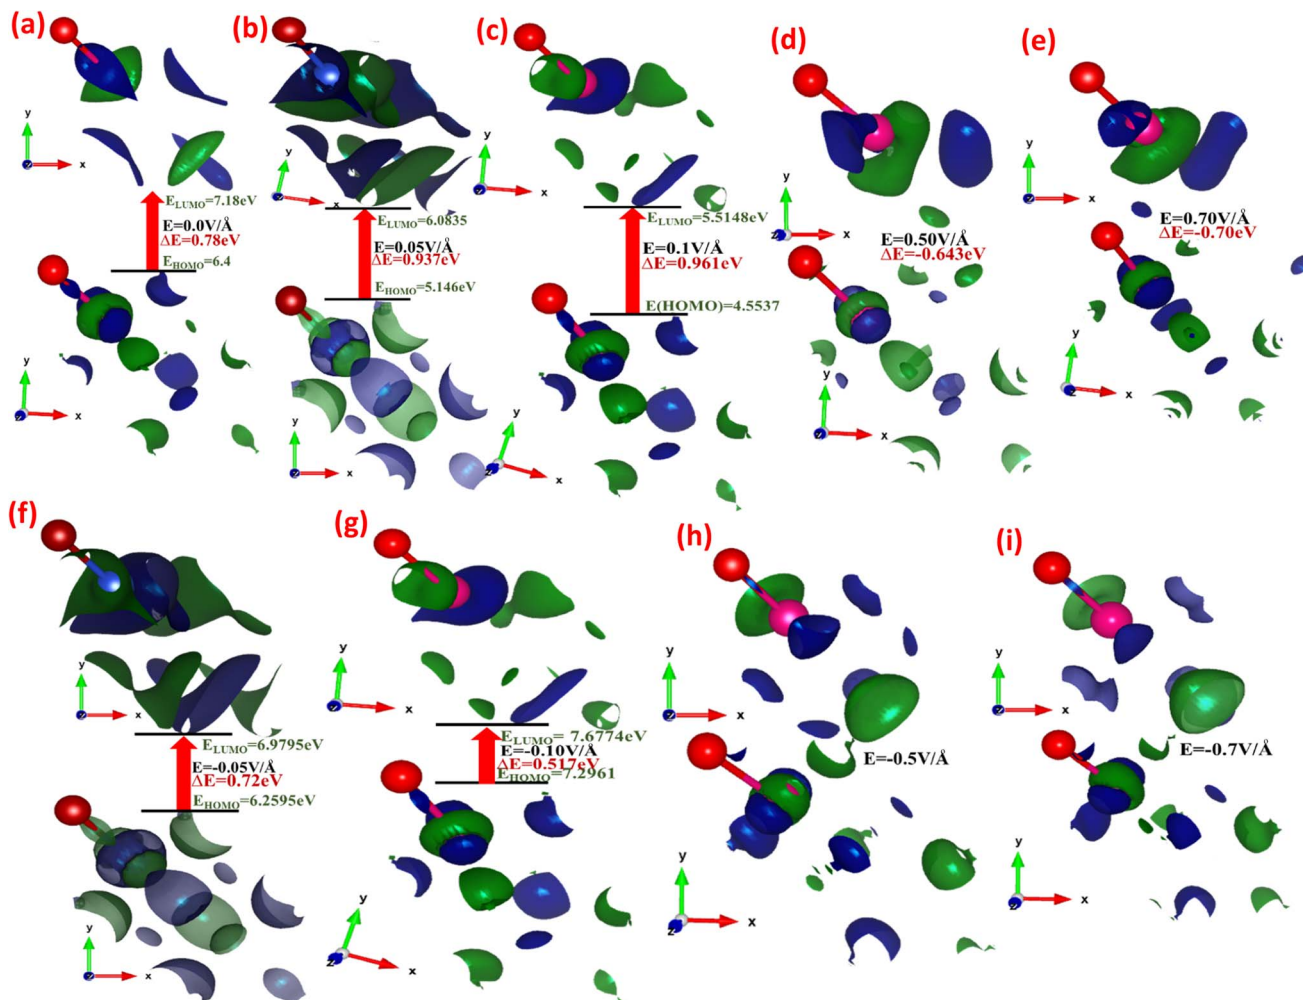 (a)
y
z
x
E_LUMO=7.18eV
E=0.0V/Å
ΔE=0.78eV
E_HOMO=6.4
y
z
x
(b)
y
z
x
E_LUMO=6.0835
E=0.05V/Å
ΔE=0.937eV
E_HOMO=5.146eV
y
z
x
(c)
y
z
x
E_LUMO=5.5148eV
E=0.1V/Å
ΔE=0.961eV
E(HOMO)=4.5537
y
z
x
(d)
y
z
x
E=0.50V/Å
ΔE=-0.643eV
y
z
x
(e)
y
z
x
E=0.70V/Å
ΔE=-0.70eV
y
z
x
(f)
y
z
x
E_LUMO=6.9795eV
E=-0.05V/Å
ΔE=0.72eV
E_HOMO=6.2595eV
y
z
x
(g)
y
z
x
E_LUMO= 7.6774eV
E=-0.10V/Å
ΔE=0.517eV
E_HOMO=7.2961
y
z
x
(h)
y
z
x
E=-0.5V/Å
y
z
x
(i)
y
z
x
E=-0.7V/Å
y
z
x